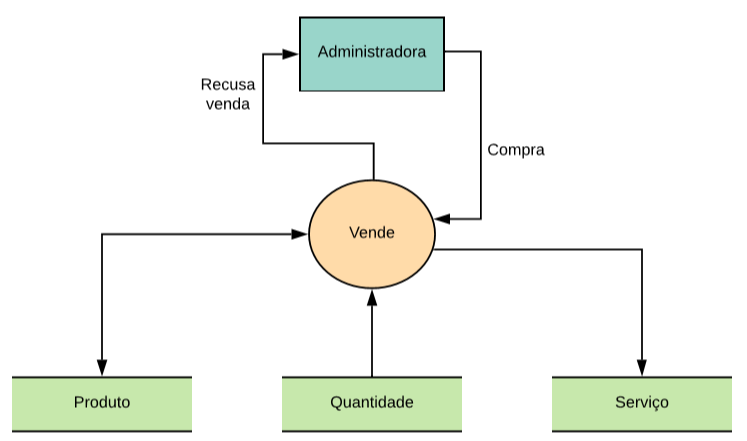 Administradora
Recusa
venda
Compra
Vende
Produto
Quantidade
Serviço